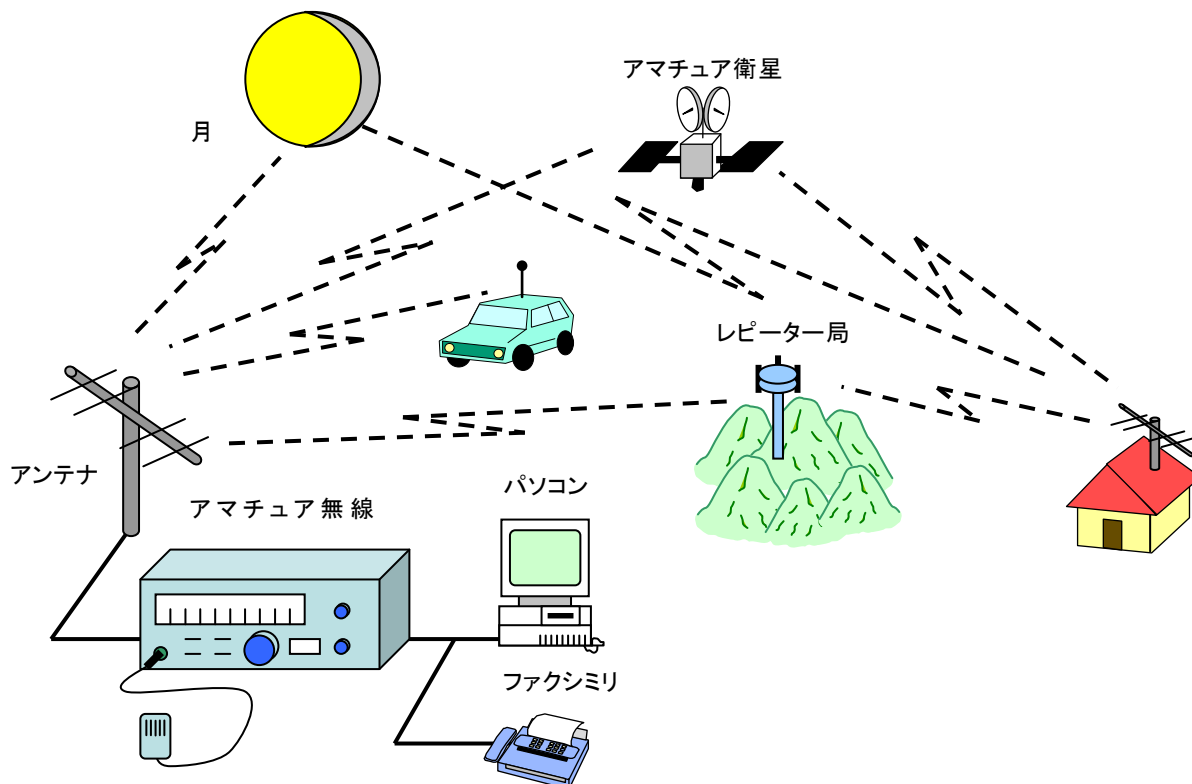 アマチュア衛星
月
レピーター局
アンテナ
パソコン
アマチュア無線
ファクシミリ